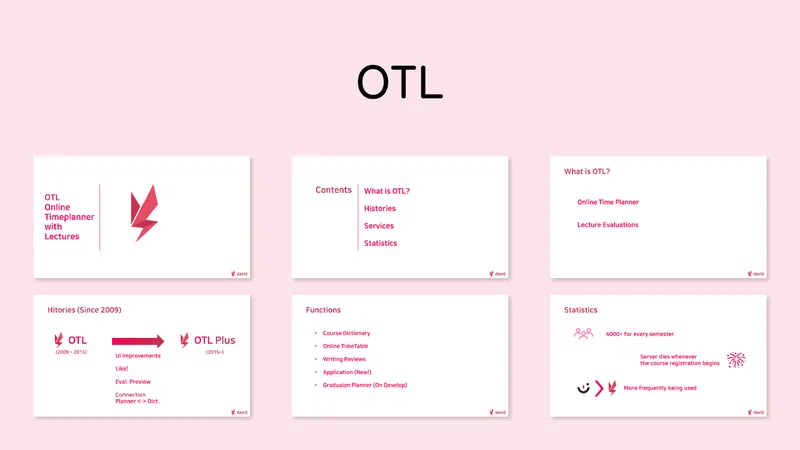 OTL
OTL
Online
Timeplanner
with
Lectures
david
Contents
What is OTL?
Histories
Services
Statistics
david
What is OTL?
Online Time Planner
Lecture Evaluations
david
Hitories (Since 2009)
OTL
(2009 ~ 2015)
OTL Plus
(2015~)
UI Improvements
Like!
Eval. Preview
Connection
Planner <-> Dict.
david
Functions
• Course Dictionary
• Online TimeTable
• Writing Reviews
• Application (New!)
• Graduaion Planner (On Develop)
david
Statistics
4000+ for every semester
Server dies whenever
the course registration begins
More frequently being used
david